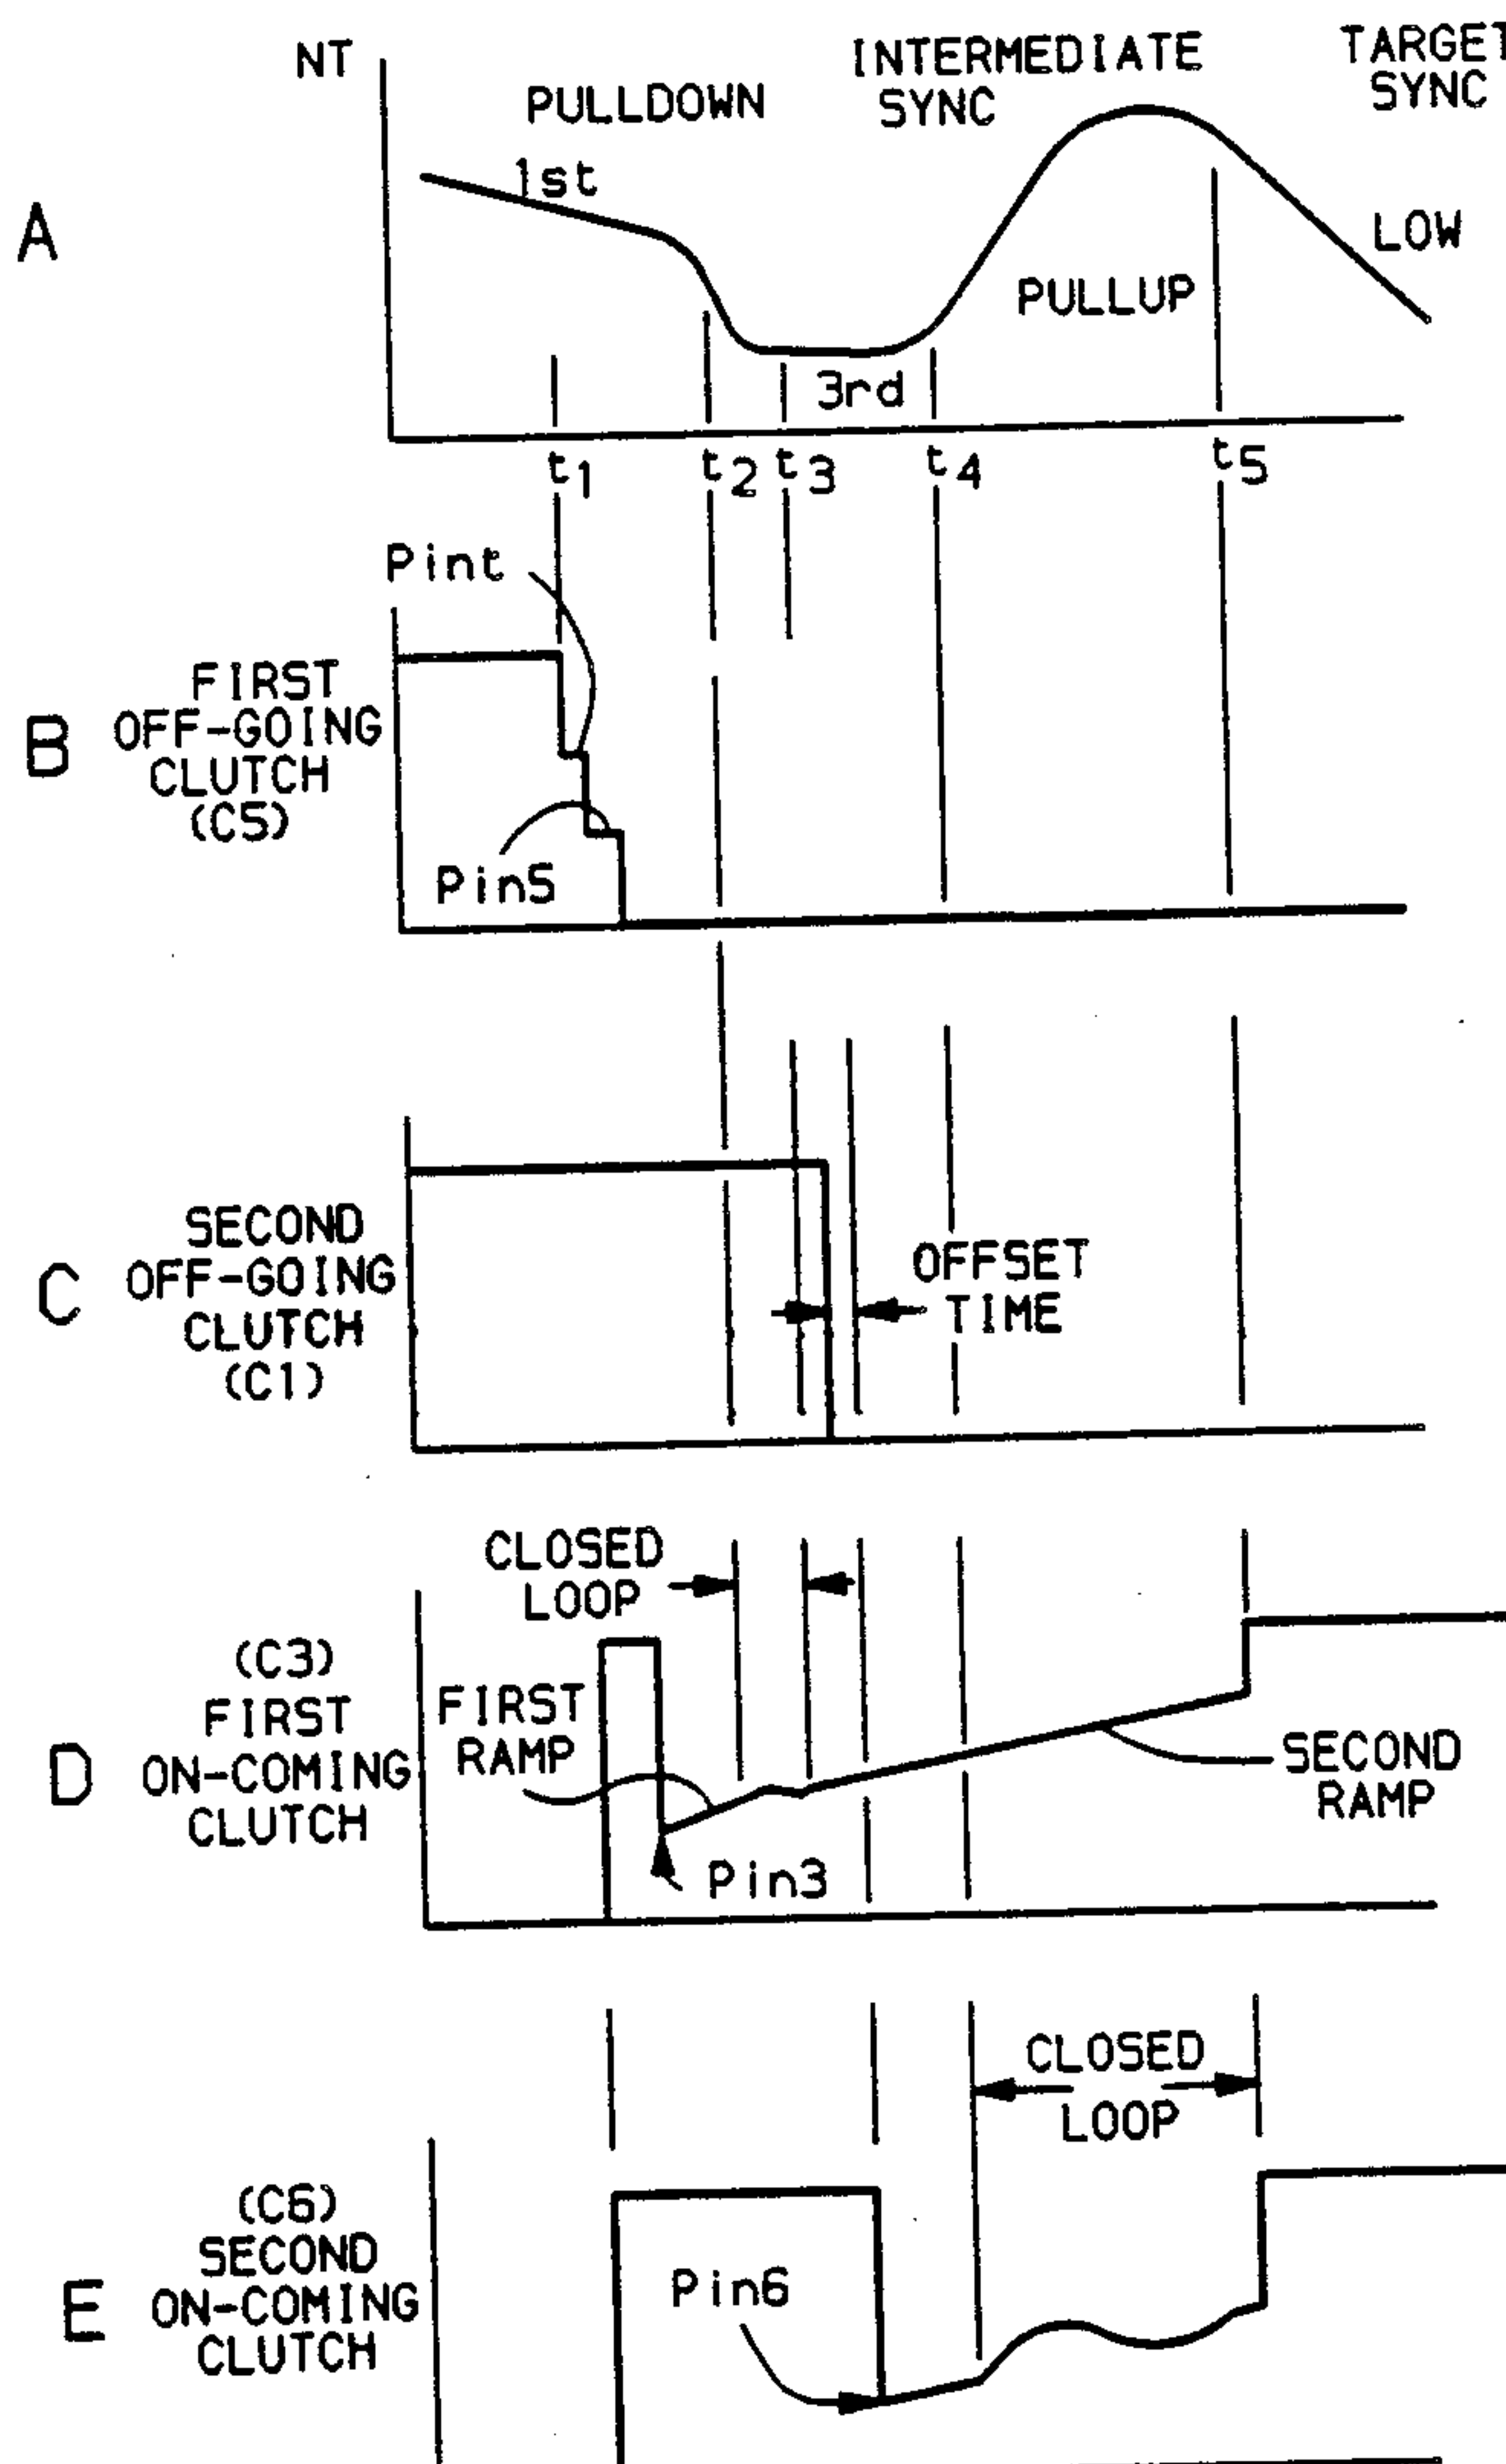 NT
PULLDOWN
INTERMEDIATE
SYNC
TARGET
SYNC
1st
A
LOW
PULLUP
3rd
t1
t2
t3
t4
t5
Pint
B
FIRST
OFF-GOING
CLUTCH
(C5)
Pin5
C
SECOND
OFF-GOING
CLUTCH
(C1)
OFFSET
TIME
CLOSED
LOOP
D
(C3)
FIRST
ON-COMING
CLUTCH
FIRST
RAMP
SECOND
RAMP
Pin3
CLOSED
LOOP
E
(C6)
SECOND
ON-COMING
CLUTCH
Pin6